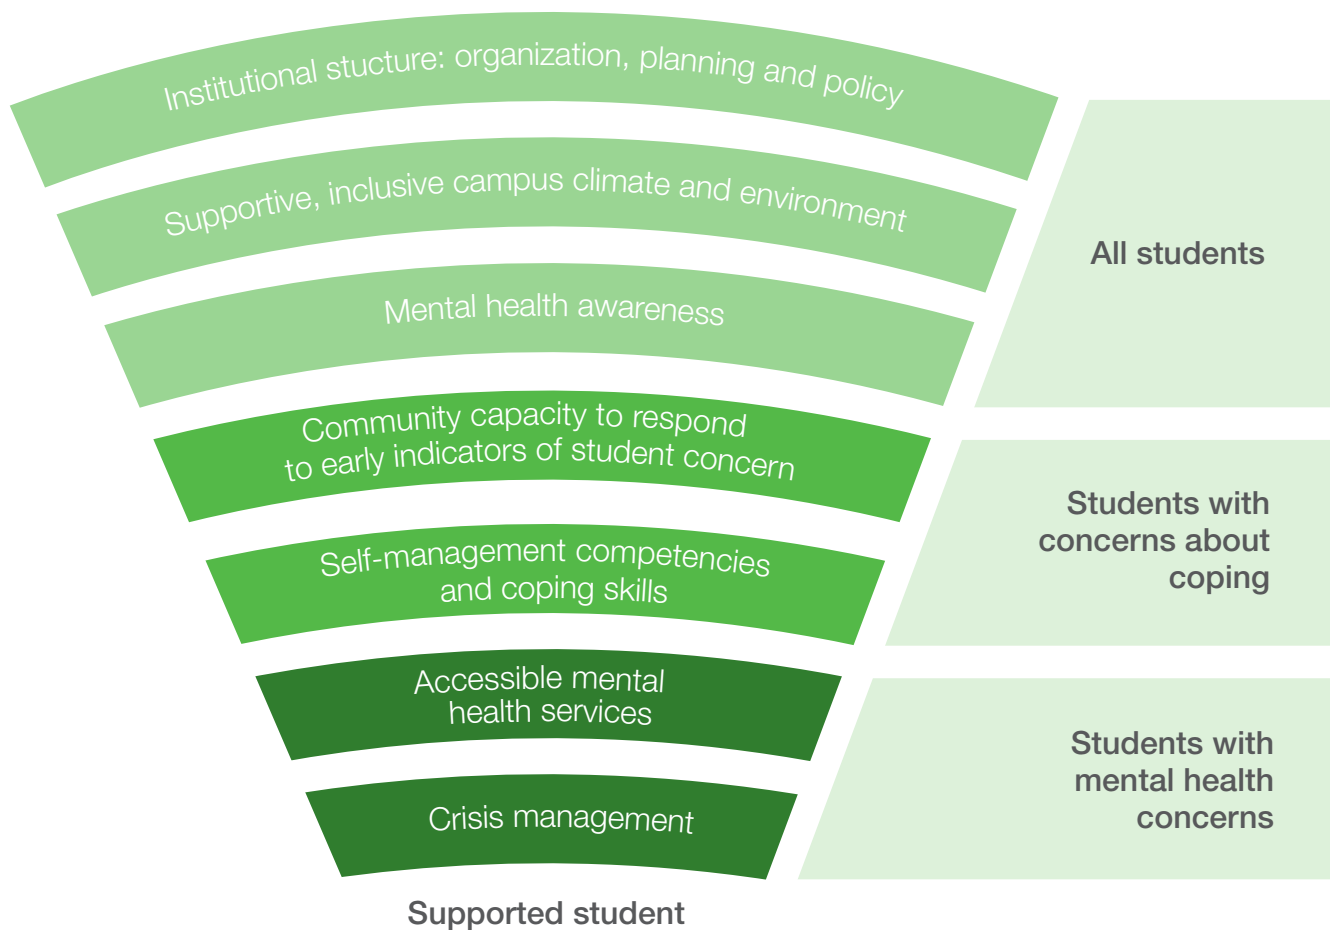 Institutional stucture: organization, planning and policy
Supportive, inclusive campus climate and environment
Mental health awareness
All students
Community capacity to respond
to early indicators of student concern
Self-management competencies
and coping skills
Students with
concerns about
coping
Accessible mental
health services
Crisis management
Students with
mental health
concerns
Supported student